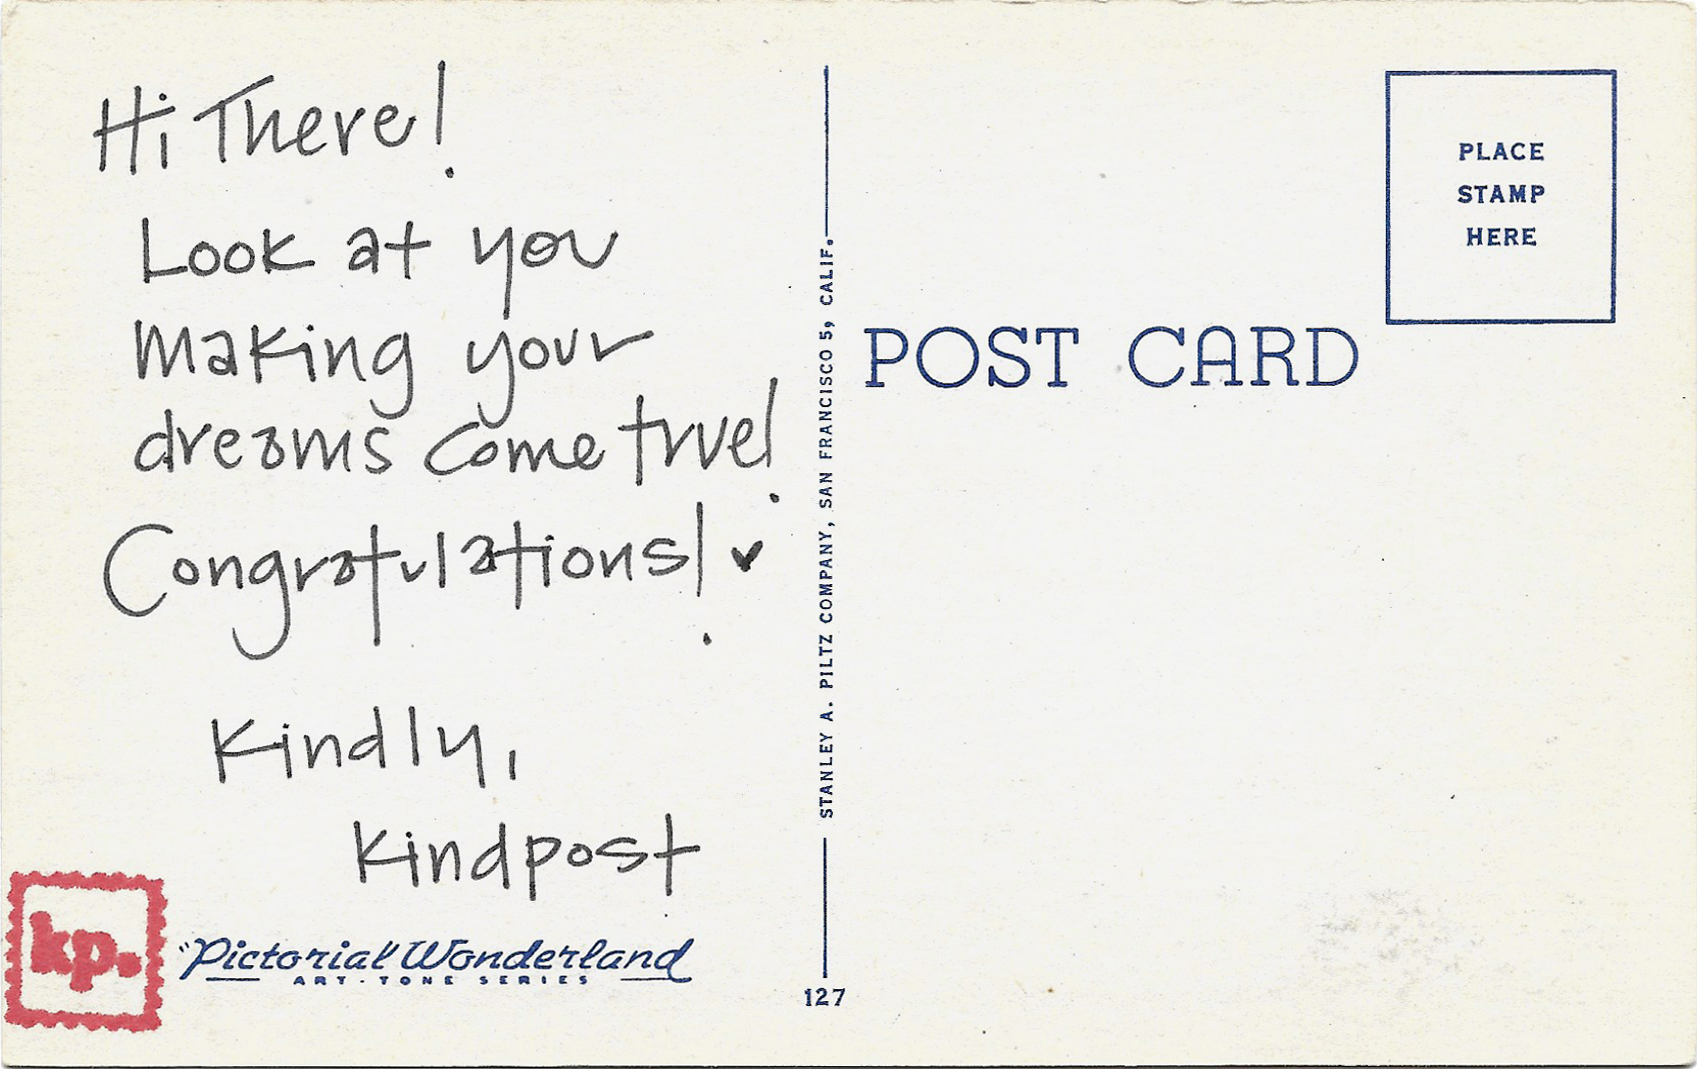 Hi There!
Look at you
making your
dreams come true!
Congratulations! ♥
Kindly,
Kindpost
kp.
"Pictorial Wonderland
ART-TONE SERIES
STANLEY A. PILTZ COMPANY, SAN FRANCISCO 5, CALIF.
127
POST CARD
PLACE
STAMP
HERE